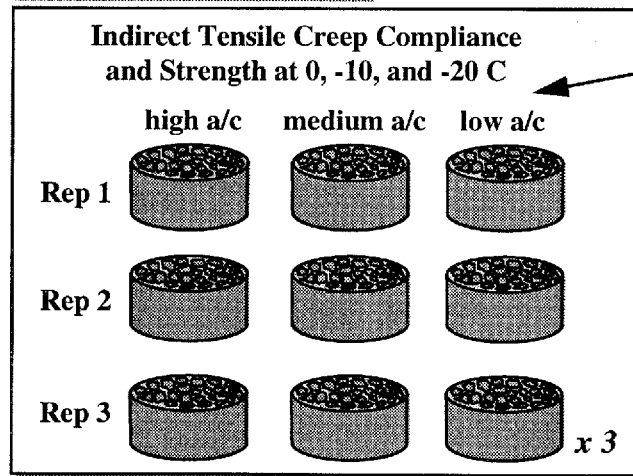 Indirect Tensile Creep Compliance
and Strength at 0, -10, and -20 C
high a/c medium a/c low a/c
Rep 1
Rep 2
Rep 3
x 3